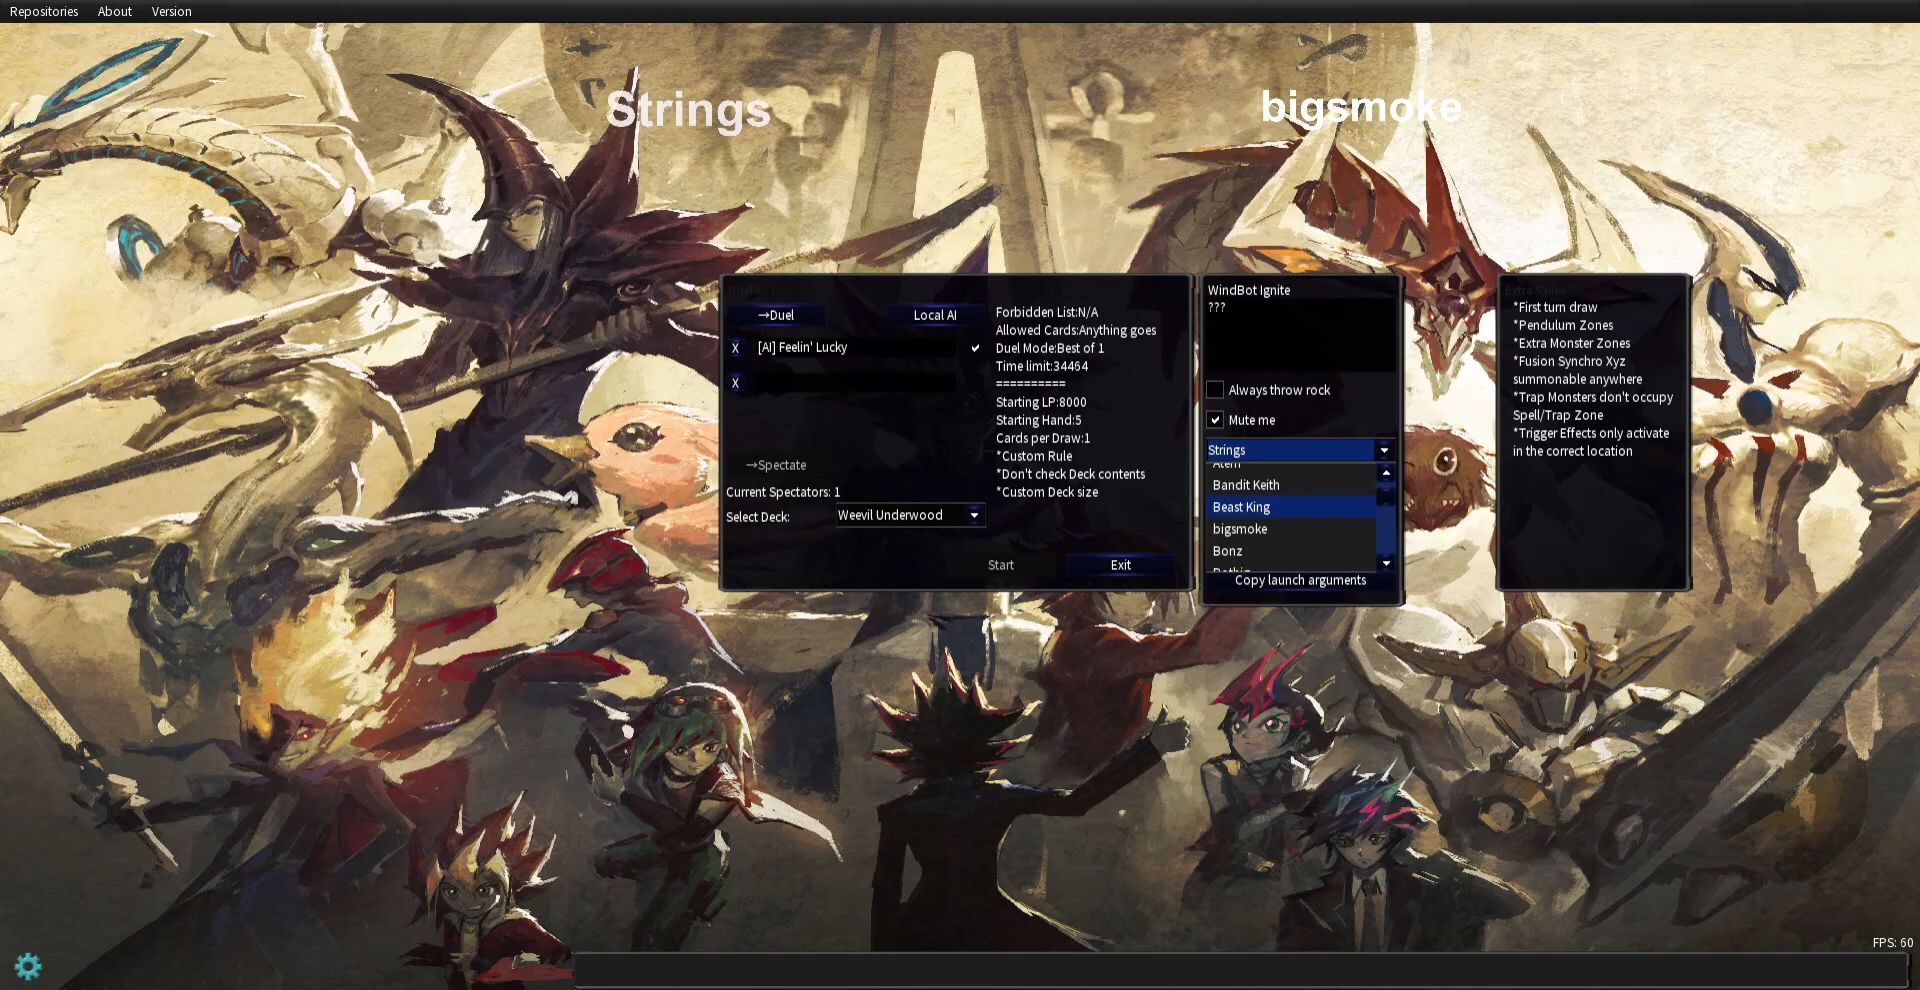 Repositories About Version
Strings
bigsmoke
Host
→Duel
Local AI
X [AI] Feelin' Lucky
X
→Spectate
Current Spectators: 1
Select Deck: Weevil Underwood
Start
Exit
Forbidden List:N/A
Allowed Cards:Anything goes
Duel Mode:Best of 1
Time limit:34464
==========
Starting LP:8000
Starting Hand:5
Cards per Draw:1
*Custom Rule
*Don't check Deck contents
*Custom Deck size
WindBot Ignite
???
Always throw rock
Mute me
Strings
Atem
Bandit Keith
Beast King
bigsmoke
Bonz
Copy launch arguments
Extra Rules
*First turn draw
*Pendulum Zones
*Extra Monster Zones
*Fusion Synchro Xyz
summonable anywhere
*Trap Monsters don't occupy
Spell/Trap Zone
*Trigger Effects only activate
in the correct location
FPS: 60